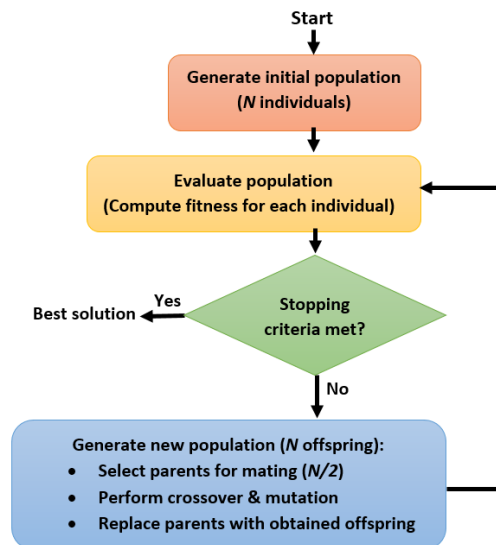 Start
Generate initial population
(N individuals)
Evaluate population
(Compute fitness for each individual)
Stopping
criteria met?
Yes
Best solution
No
Generate new population (N offspring):
• Select parents for mating (N/2)
• Perform crossover & mutation
• Replace parents with obtained offspring